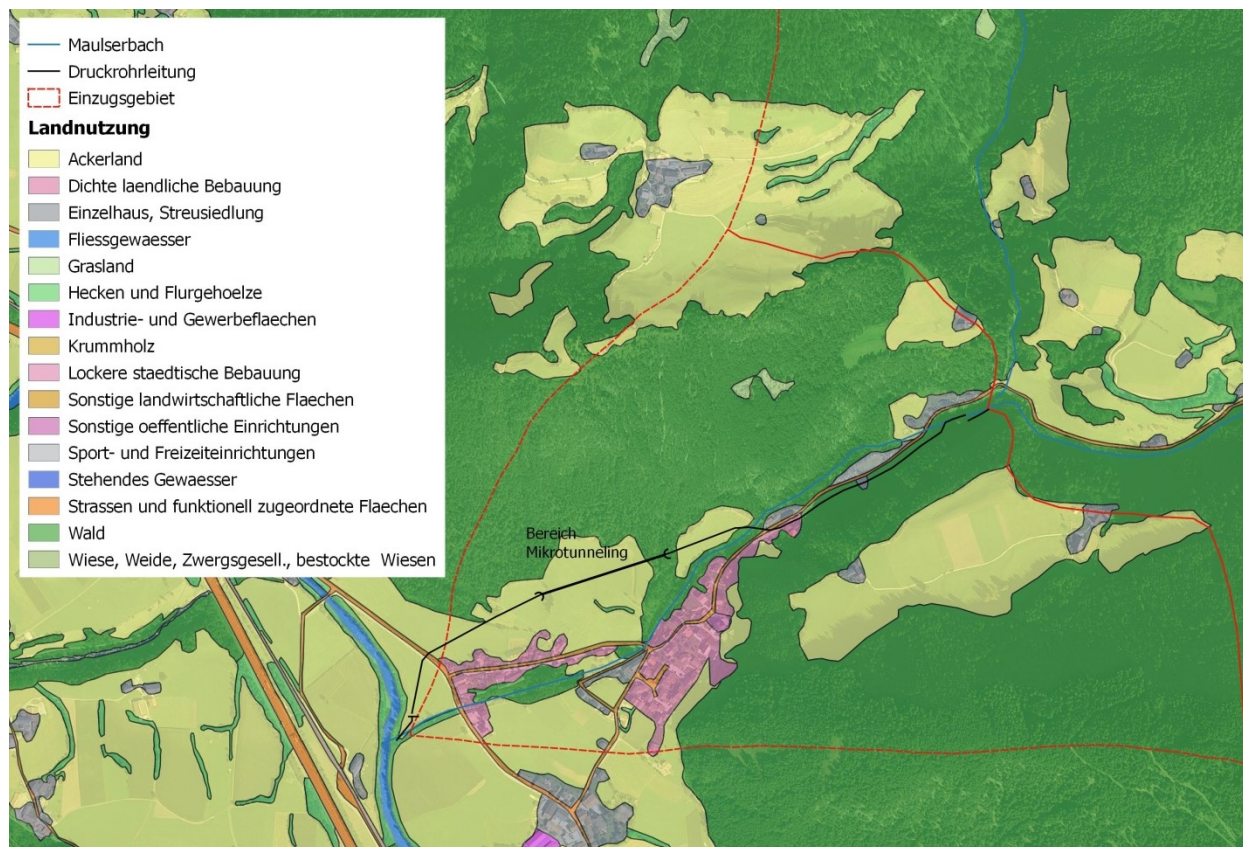 Maulserbach
Druckrohrleitung
Einzugsgebiet
Landnutzung
Ackerland
Dichte laendliche Bebauung
Einzelhaus, Streusiedlung
Fliessgewaesser
Grasland
Hecken und Flurgehoelze
Industrie- und Gewerbeflaechen
Krummholz
Lockere staedtische Bebauung
Sonstige landwirtschaftliche Flaechen
Sonstige oeffentliche Einrichtungen
Sport- und Freizeiteinrichtungen
Stehendes Gewaesser
Strassen und funktionell zugeordnete Flaechen
Wald
Wiese, Weide, Zwergsgesell., bestockte Wiesen
Bereich
Mikrotunneling